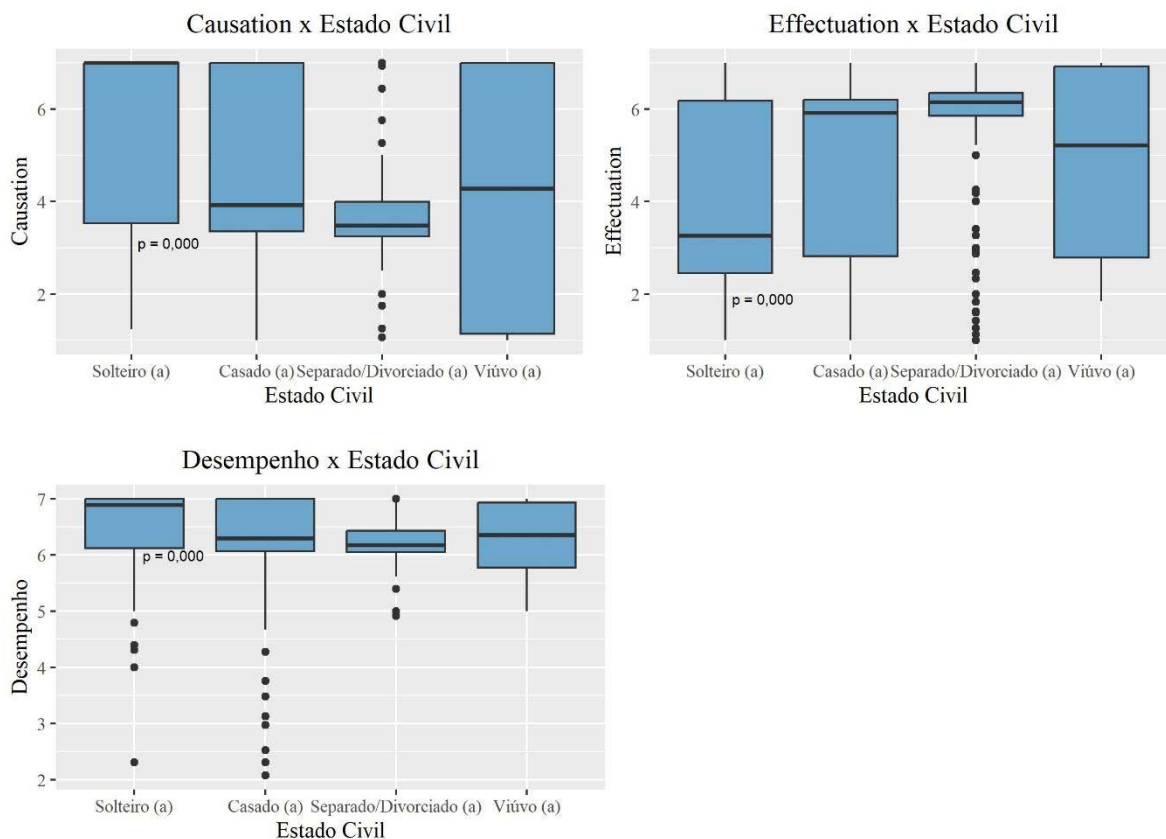 Causation x Estado Civil
Causation
6
4
2
p = 0,000
Solteiro (a) Casado (a) Separado/Divorciado (a) Viúvo (a)
Estado Civil
Effectuation x Estado Civil
Effectuation
6
4
2
p = 0,000
Solteiro (a) Casado (a) Separado/Divorciado (a) Viúvo (a)
Estado Civil
Desempenho x Estado Civil
Desempenho
7
6
p = 0,000
5
4
3
2
Solteiro (a) Casado (a) Separado/Divorciado (a) Viúvo (a)
Estado Civil